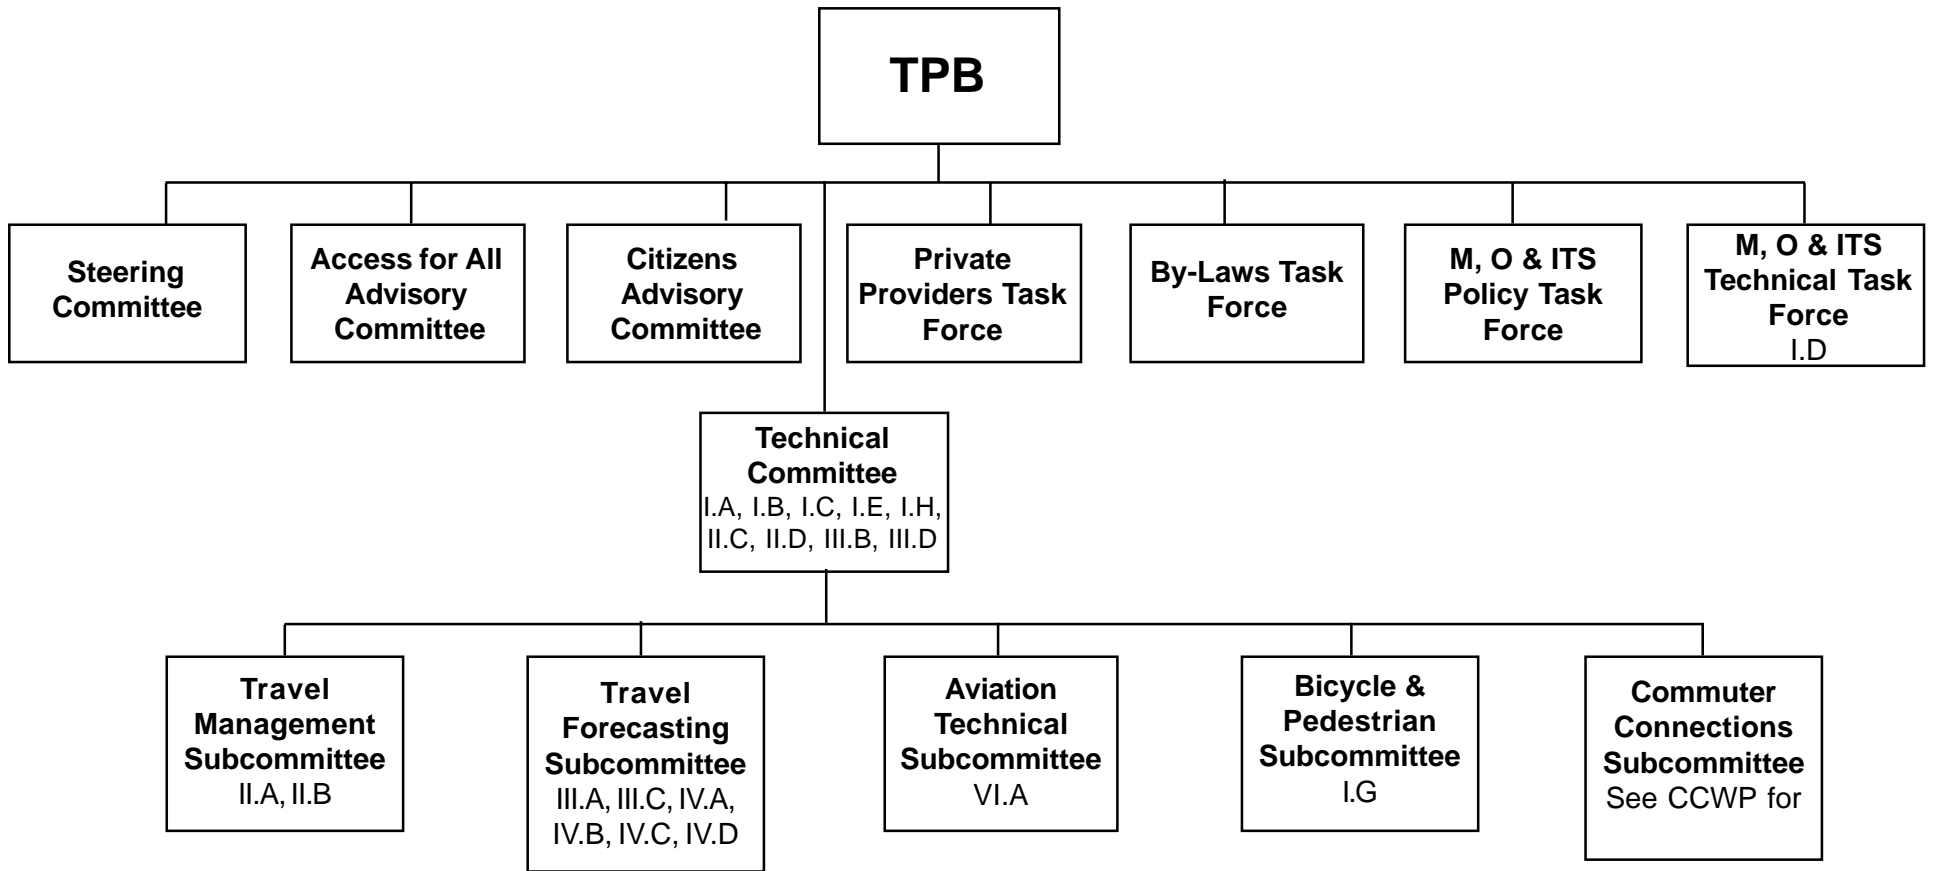 TPB
Steering
Committee
Access for All
Advisory
Committee
Citizens
Advisory
Committee
Private
Providers Task
Force
By-Laws Task
Force
M, O & ITS
Policy Task
Force
M, O & ITS
Technical Task
Force
I.D
Technical
Committee
I.A, I.B, I.C, I.E, I.H,
II.C, II.D, III.B, III.D
Travel
Management
Subcommittee
II.A, II.B
Travel
Forecasting
Subcommittee
III.A, III.C, IV.A,
IV.B, IV.C, IV.D
Aviation
Technical
Subcommittee
VI.A
Bicycle &
Pedestrian
Subcommittee
I.G
Commuter
Connections
Subcommittee
See CCWP for